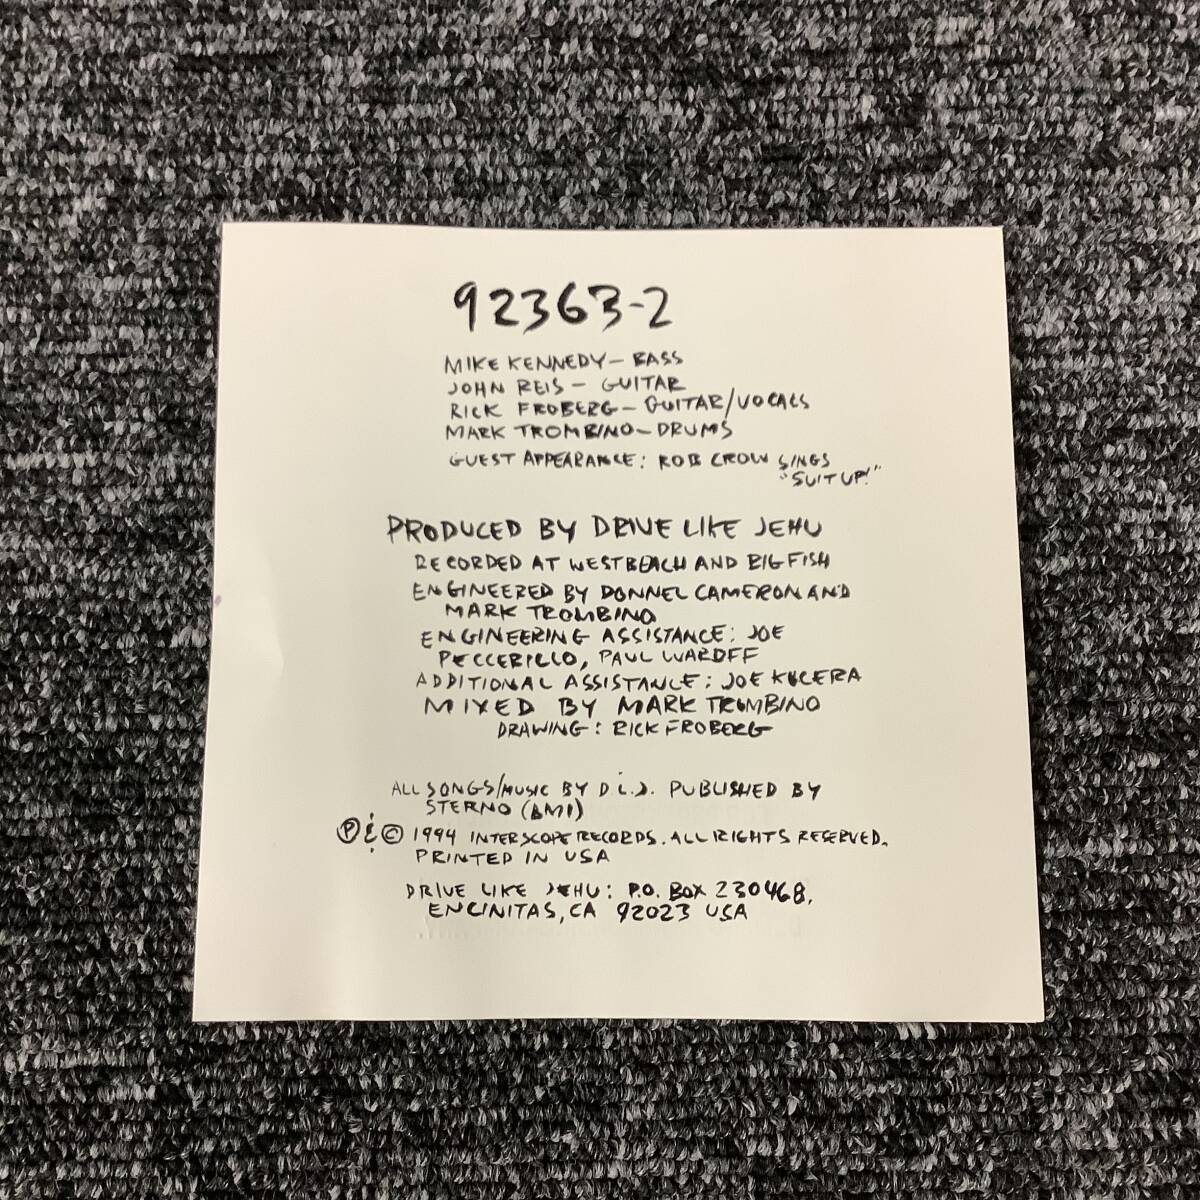 92363-2
MIKE KENNEDY - BASS
JOHN REIS - GUITAR
RICK FROBERG - GUITAR/VOCALS
MARK TROMBINO - DRUMS
GUEST APPEARANCE: ROB CROW SINGS
"SUIT UP!"
PRODUCED BY DRIVE LIKE JEHU
RECORDED AT WESTBEACH AND BIG FISH
ENGINEERED BY DONNEL CAMERON AND
MARK TROMBINO
ENGINEERING ASSISTANCE: JOE
PECCERILLO, PAUL WAROFF
ADDITIONAL ASSISTANCE: JOE KUCERA
MIXED BY MARK TROMBINO
DRAWING: RICK FROBERG
ALL SONGS/MUSIC BY D.L.J. PUBLISHED BY
STERNO (BMI)
Ⓟ & © 1994 INTERSCOPE RECORDS. ALL RIGHTS RESERVED.
PRINTED IN USA
DRIVE LIKE JEHU: P.O. BOX 230468,
ENCINITAS, CA 92023 USA